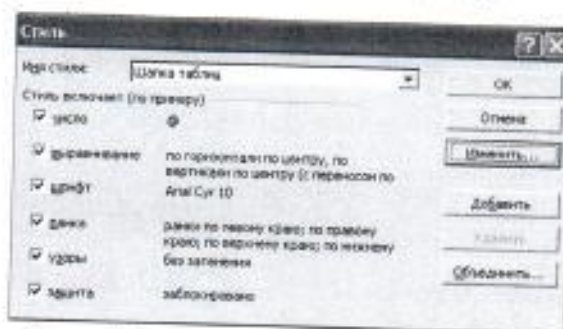 Стиль
Имя стиля: Шапка таблиц OK
Стиль включает (по примеру)
число @ Отмена
выравнивание по горизонтали по центру, по Изменить...
вертикали по центру (с переносом по
шрифт Arial Cyr 10 Добавить
рамка рамки по левому краю; по правому Удалить
краю; по верхнему краю; по нижнему
узоры без затенения Объединить...
защита заблокировано